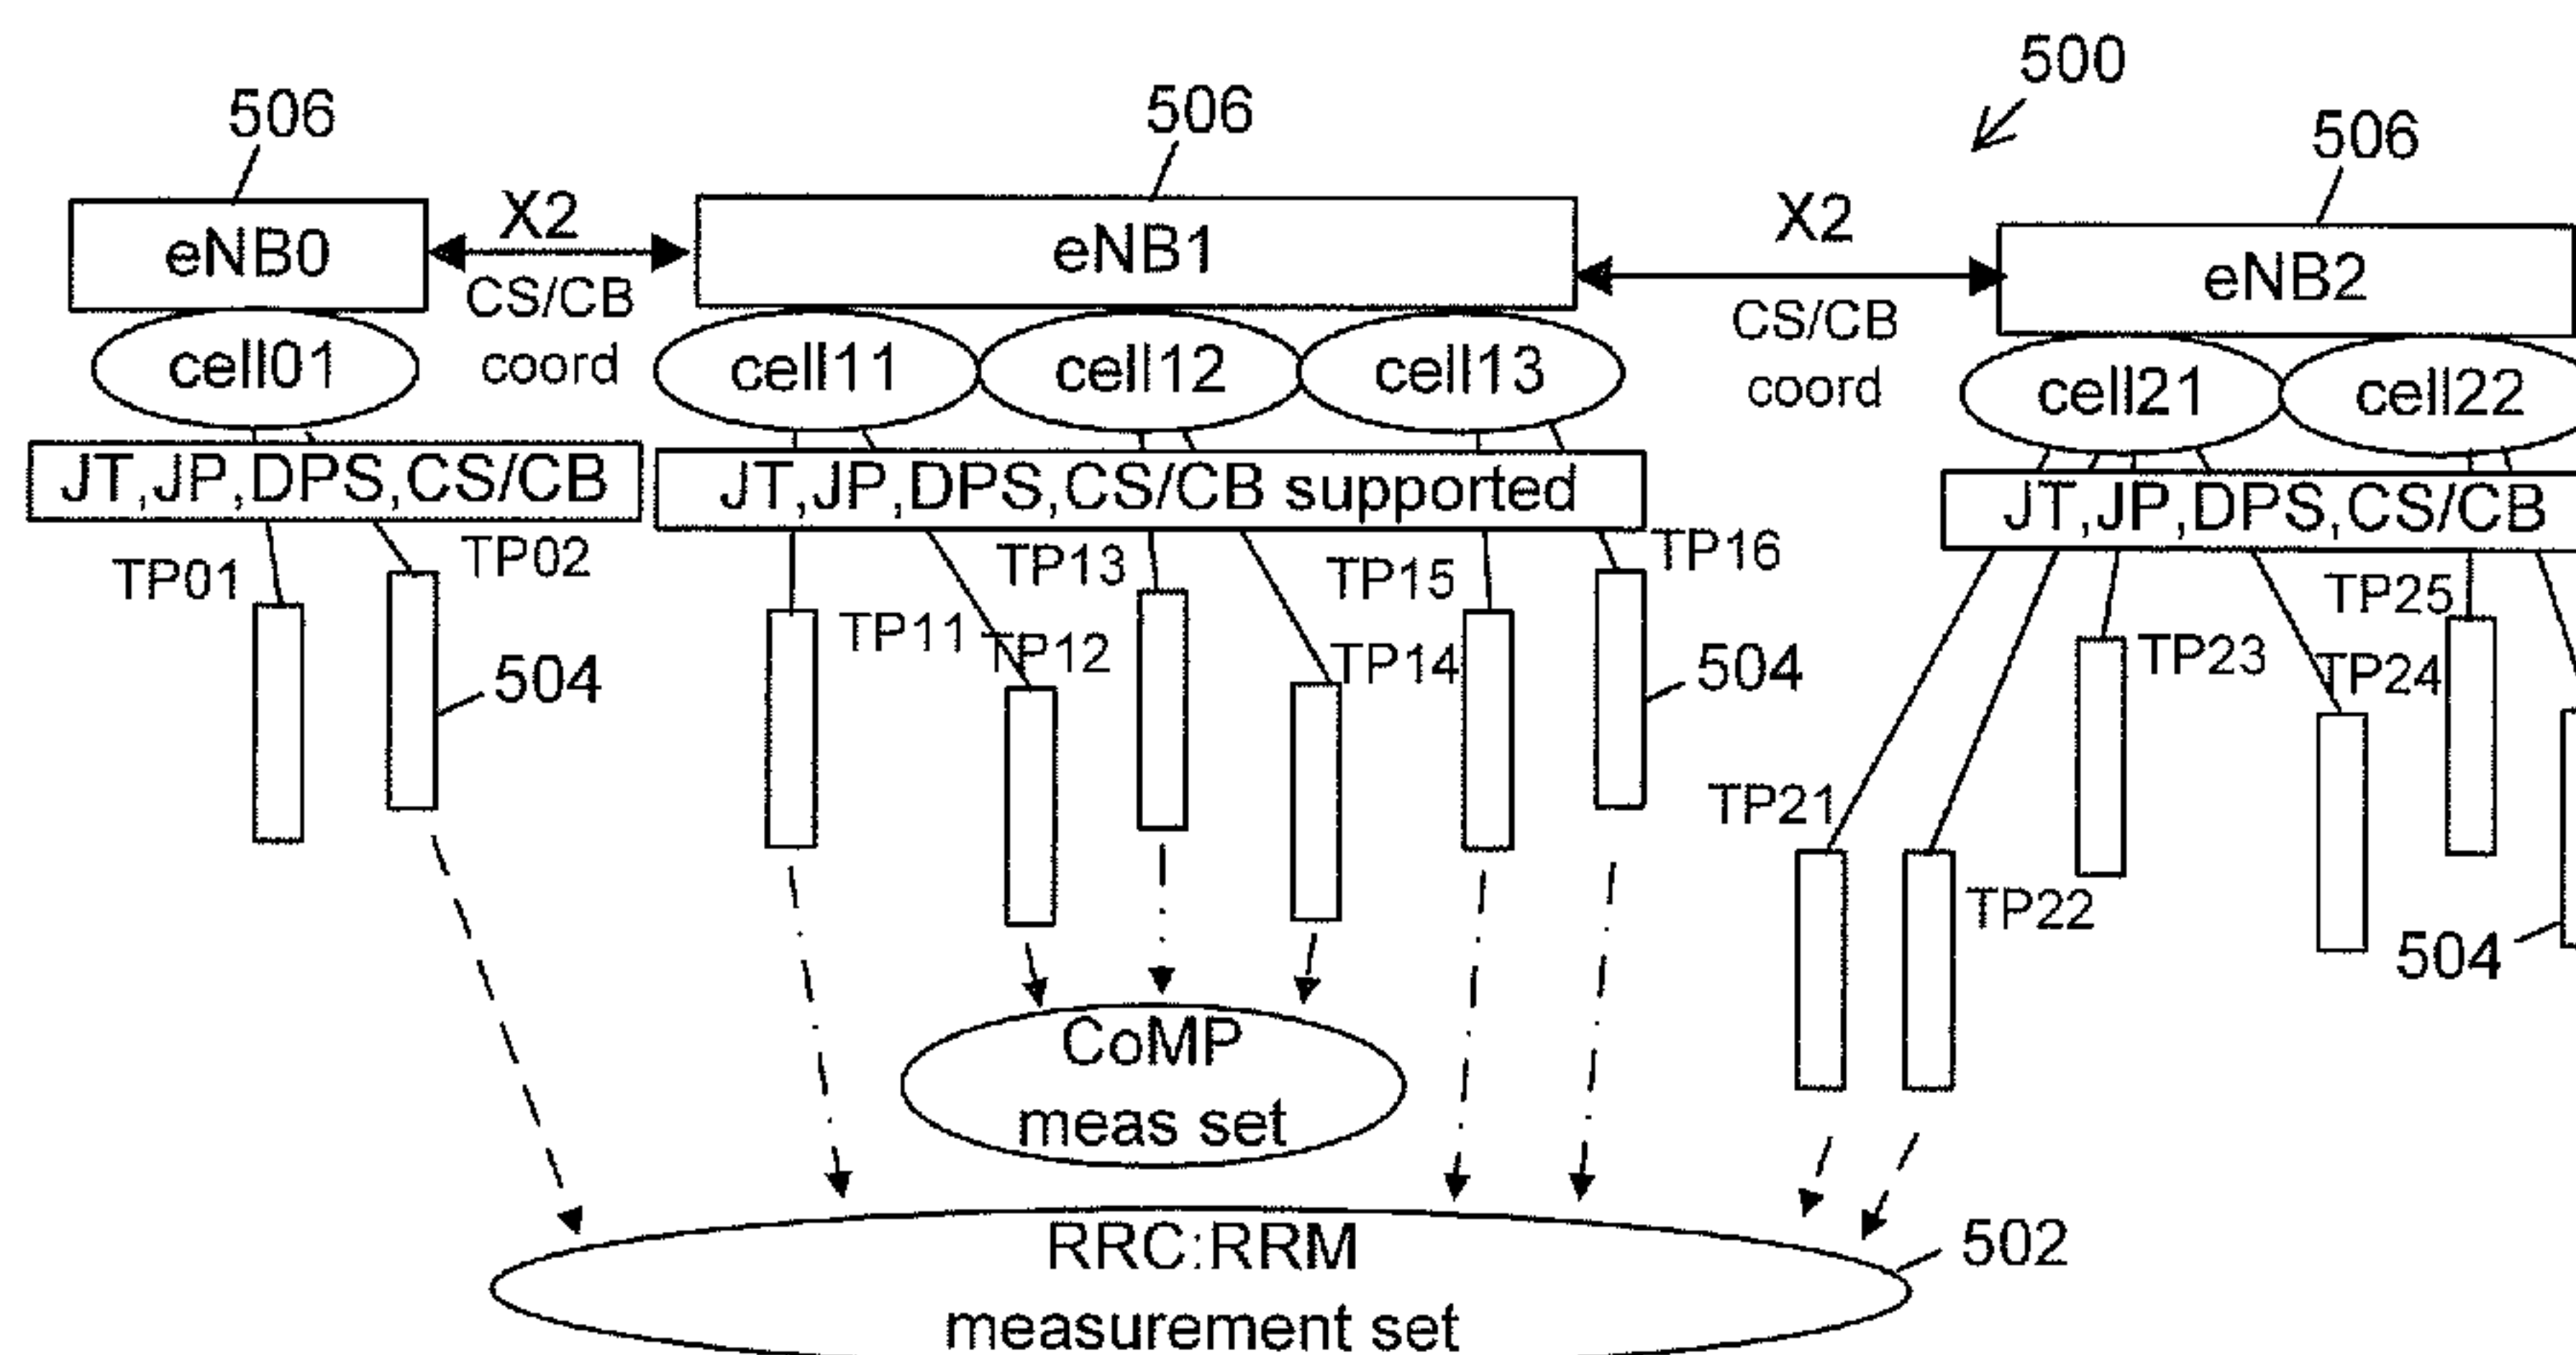 500
506
506
506
eNB0
X2
CS/CB
coord
eNB1
X2
CS/CB
coord
eNB2
cell01
cell11
cell12
cell13
cell21
cell22
JT,JP,DPS,CS/CB
JT,JP,DPS,CS/CB supported
JT,JP,DPS,CS/CB
TP01
TP02
TP11
TP12
TP13
TP14
TP15
TP16
TP21
TP22
TP23
TP24
TP25
504
504
504
CoMP
meas set
RRC:RRM
measurement set
502